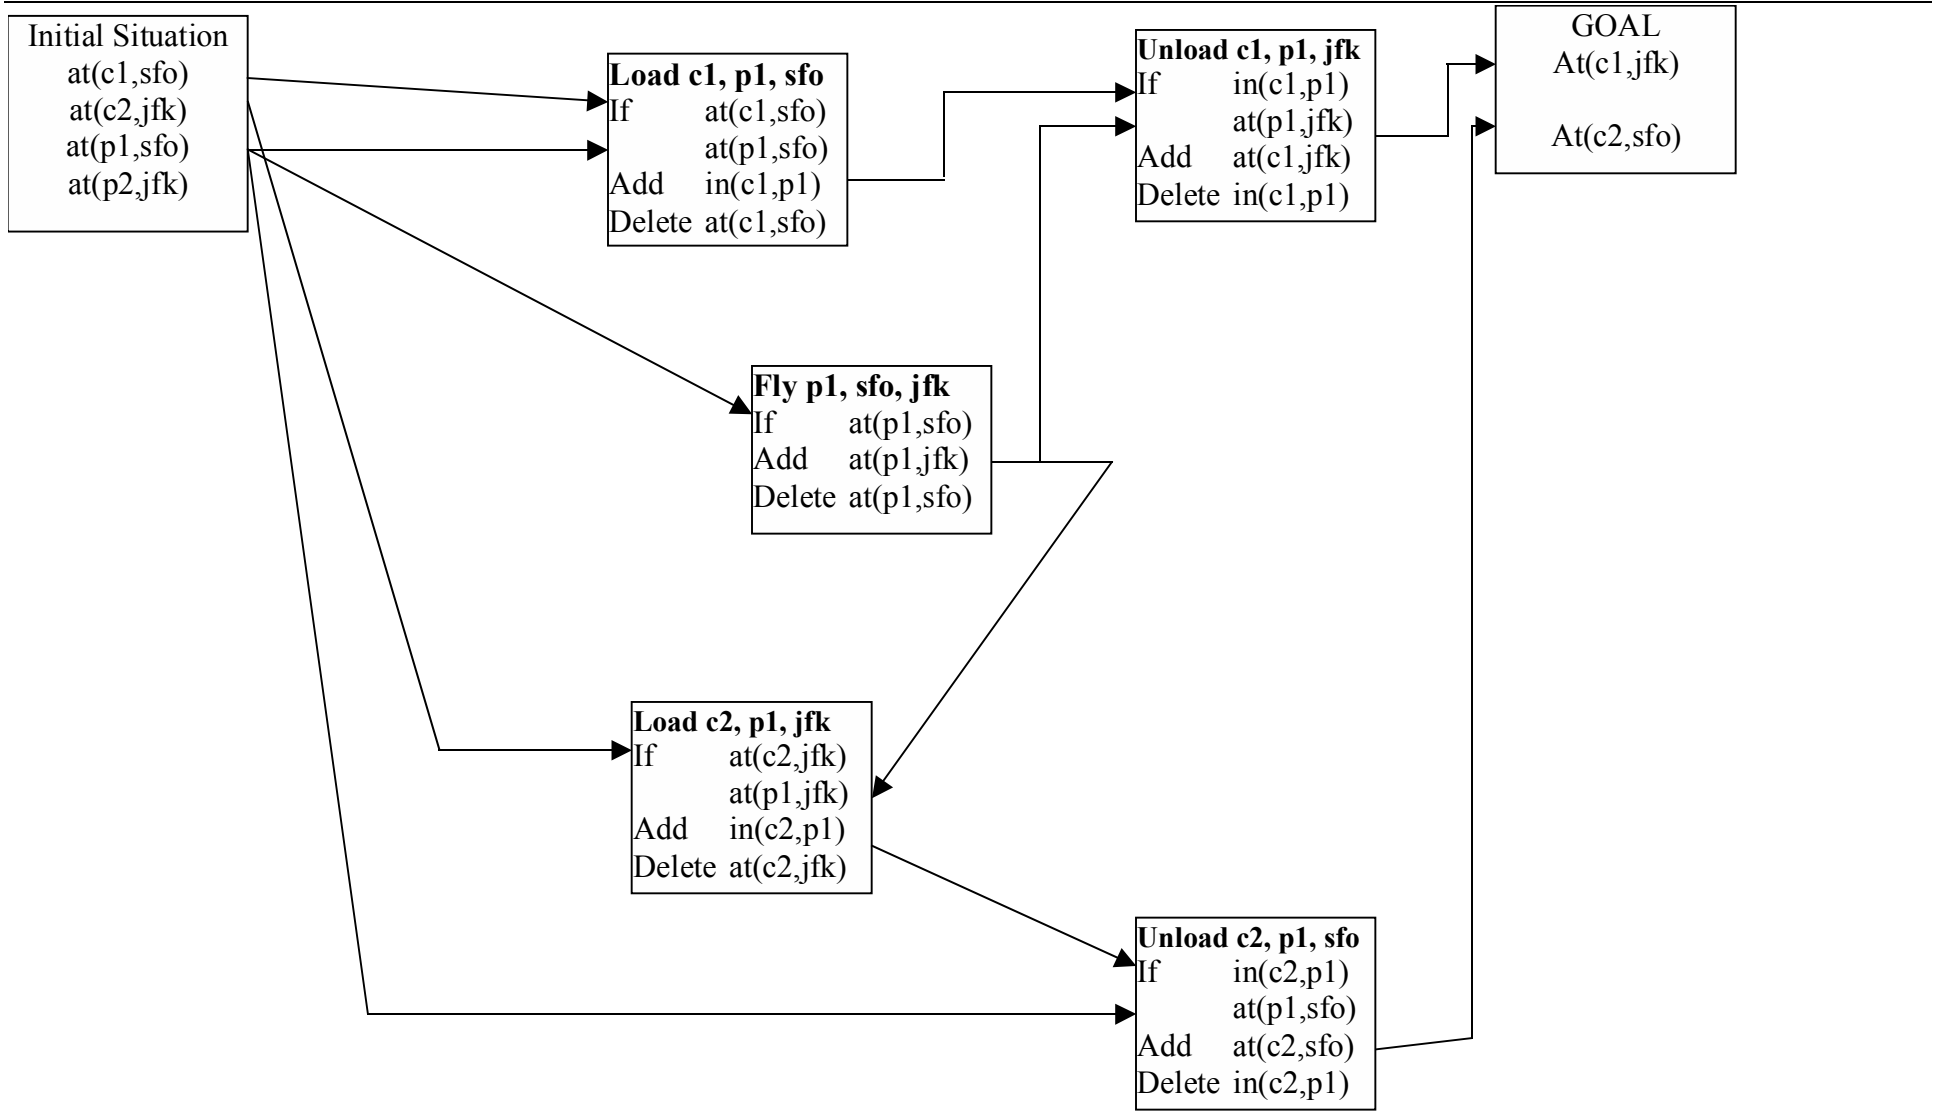 Initial Situation
at(c1,sfo)
at(c2,jfk)
at(p1,sfo)
at(p2,jfk)
Load c1, p1, sfo
If at(c1,sfo)
at(p1,sfo)
Add in(c1,p1)
Delete at(c1,sfo)
Unload c1, p1, jfk
If in(c1,p1)
at(p1,jfk)
Add at(c1,jfk)
Delete in(c1,p1)
GOAL
At(c1,jfk)
At(c2,sfo)
Fly p1, sfo, jfk
If at(p1,sfo)
Add at(p1,jfk)
Delete at(p1,sfo)
Load c2, p1, jfk
If at(c2,jfk)
at(p1,jfk)
Add in(c2,p1)
Delete at(c2,jfk)
Unload c2, p1, sfo
If in(c2,p1)
at(p1,sfo)
Add at(c2,sfo)
Delete in(c2,p1)